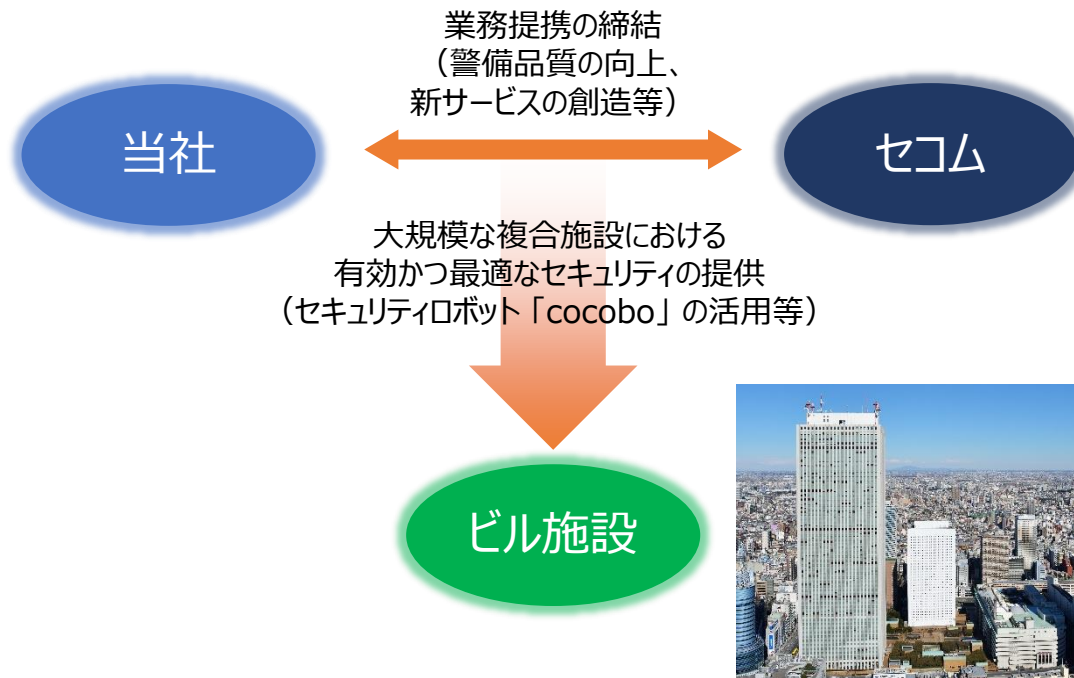 業務提携の締結
（警備品質の向上、
新サービスの創造等）
当社
セコム
大規模な複合施設における
有効かつ最適なセキュリティの提供
（セキュリティロボット「cocobo」の活用等）
ビル施設